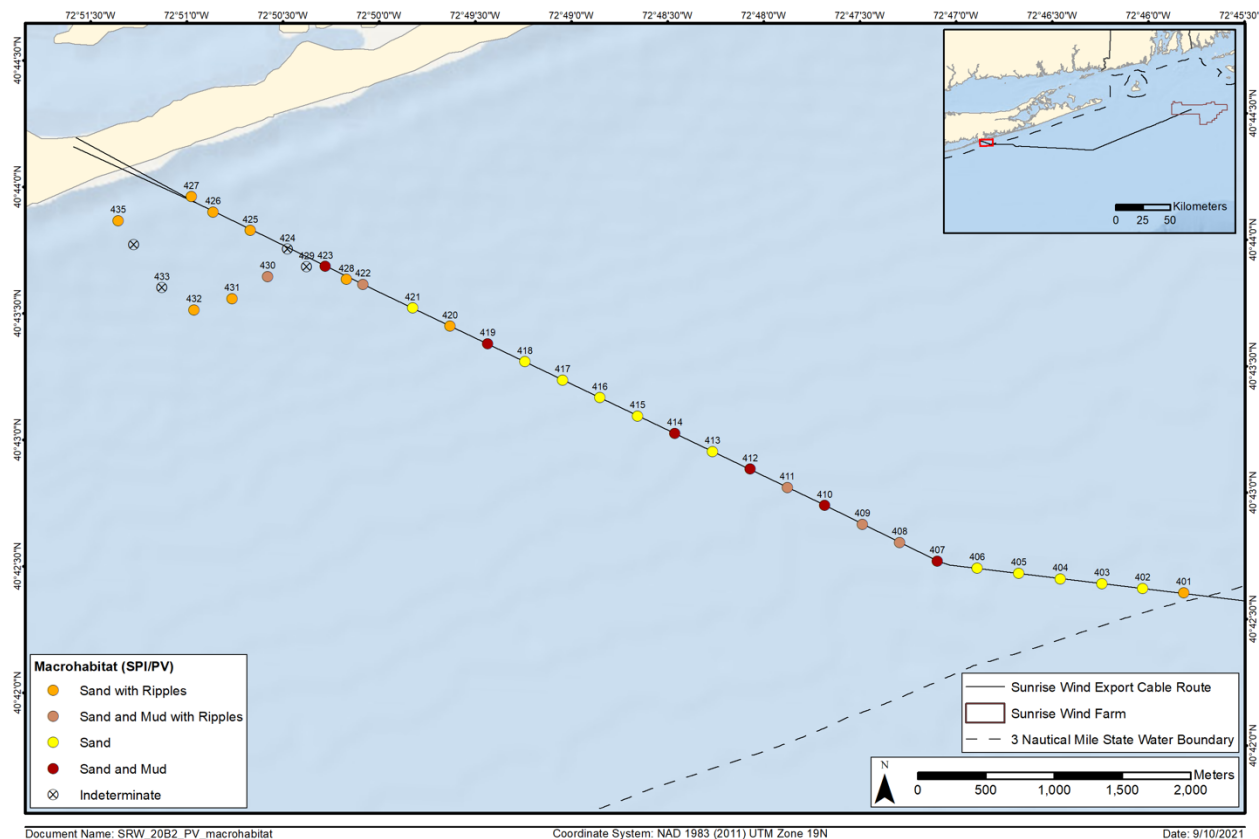 72°51'30"W 72°51'0"W 72°50'30"W 72°50'0"W 72°49'30"W 72°49'0"W 72°48'30"W 72°48'0"W 72°47'30"W 72°47'0"W 72°46'30"W 72°46'0"W 72°45'30"W
40°44'30"N
40°44'30"N
Kilometers
0 25 50
40°44'0"N
427
426
435
425
40°44'0"N
424
429
423
430
428
422
433
431
432
421
40°43'30"N
420
419
418
40°43'30"N
417
416
415
414
40°43'0"N
413
412
411
40°43'0"N
410
409
408
407
406
405
404
403
402
401
40°42'30"N
40°42'30"N
Macrohabitat (SPI/PV)
Sand with Ripples
Sand and Mud with Ripples
Sand
Sand and Mud
Indeterminate
40°42'0"N
Sunrise Wind Export Cable Route
Sunrise Wind Farm
3 Nautical Mile State Water Boundary
40°42'0"N
N
Meters
0 500 1,000 1,500 2,000
Document Name: SRW_20B2_PV_macrohabitat
Coordinate System: NAD 1983 (2011) UTM Zone 19N
Date: 9/10/2021